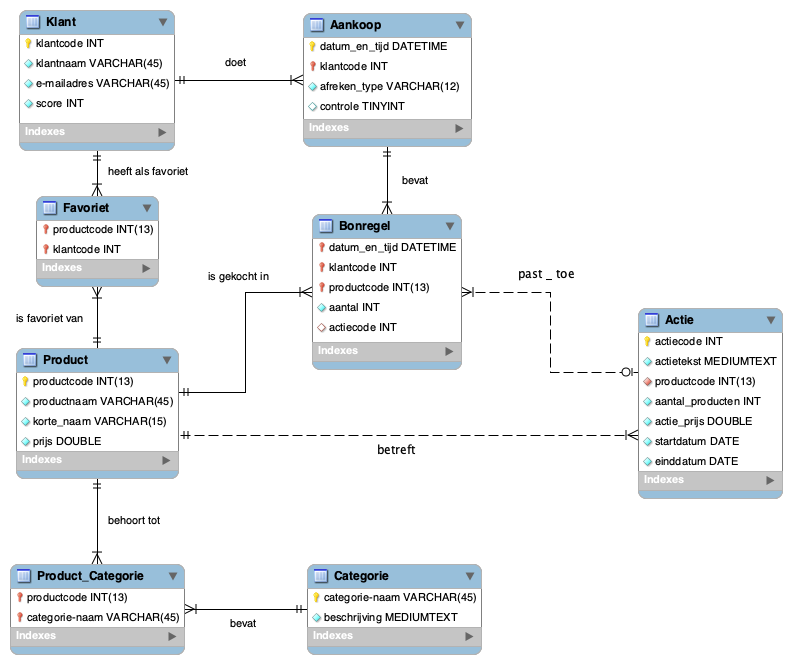 Klant
klantcode INT
klantnaam VARCHAR(45)
e-mailadres VARCHAR(45)
score INT
Indexes
doet
Aankoop
datum_en_tijd DATETIME
klantcode INT
afreken_type VARCHAR(12)
controle TINYINT
Indexes
heeft als favoriet
bevat
Favoriet
productcode INT(13)
klantcode INT
Indexes
Bonregel
datum_en_tijd DATETIME
klantcode INT
productcode INT(13)
aantal INT
actiecode INT
Indexes
is gekocht in
past _ toe
is favoriet van
Actie
actiecode INT
actietekst MEDIUMTEXT
productcode INT(13)
aantal_producten INT
actie_prijs DOUBLE
startdatum DATE
einddatum DATE
Indexes
Product
productcode INT(13)
productnaam VARCHAR(45)
korte_naam VARCHAR(15)
prijs DOUBLE
Indexes
betreft
behoort tot
Product_Categorie
productcode INT(13)
categorie-naam VARCHAR(45)
Indexes
bevat
Categorie
categorie-naam VARCHAR(45)
beschrijving MEDIUMTEXT
Indexes